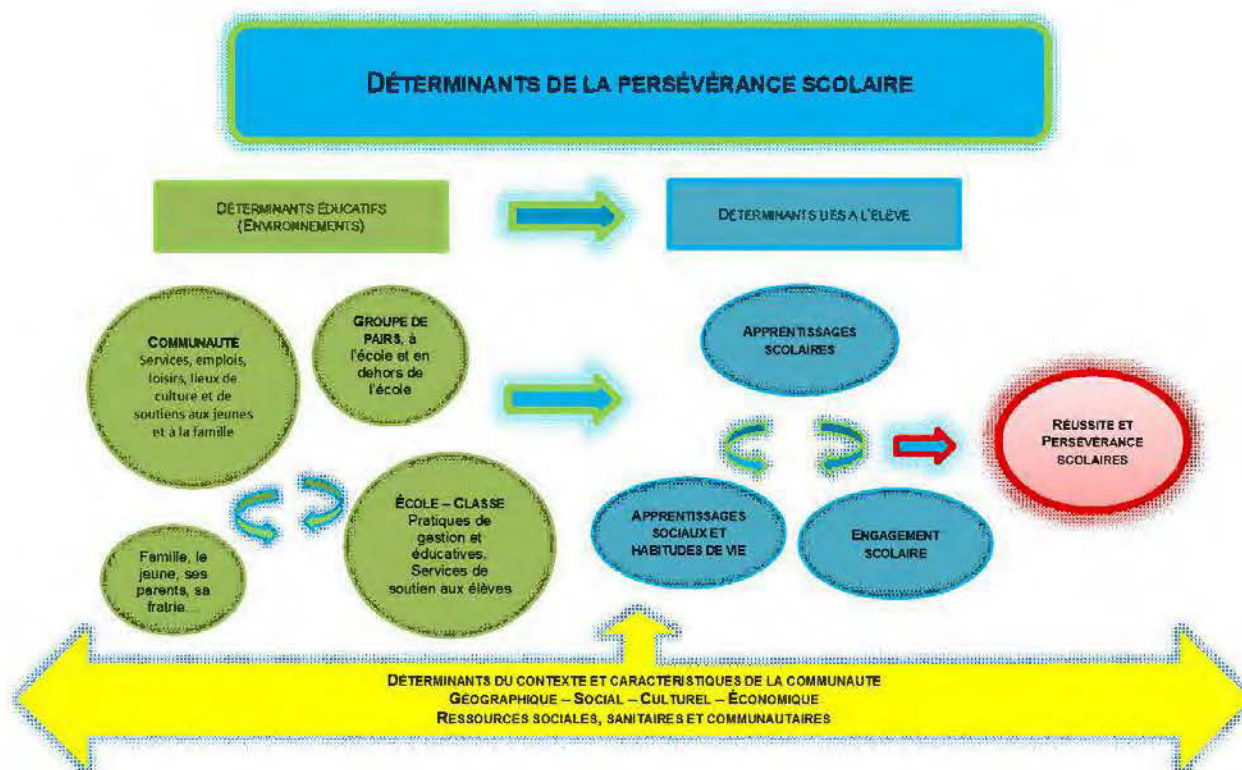 DÉTERMINANTS DE LA PERSÉVÉRANCE SCOLAIRE
DÉTERMINANTS ÉDUCATIFS
(ENVIRONNEMENTS)
DÉTERMINANTS LIÉS A L'ÉLÈVE
COMMUNAUTÉ
Services, emplois,
loisirs, lieux de
culture et de
soutiens aux jeunes
et à la famille
GROUPE DE
PAIRS, à
l'école et en
dehors de
l'école
APPRENTISSAGES
SCOLAIRES
RÉUSSITE ET
PERSÉVÉRANCE
SCOLAIRES
Famille, le
jeune, ses
parents, sa
fratrie...
ÉCOLE – CLASSE
Pratiques de
gestion et
éducatives,
Services de
soutien aux élèves
APPRENTISSAGES
SOCIAUX ET
HABITUDES DE VIE
ENGAGEMENT
SCOLAIRE
DÉTERMINANTS DU CONTEXTE ET CARACTÉRISTIQUES DE LA COMMUNAUTE
GÉOGRAPHIQUE – SOCIAL – CULTUREL – ÉCONOMIQUE
RESSOURCES SOCIALES, SANITAIRES ET COMMUNAUTAIRES